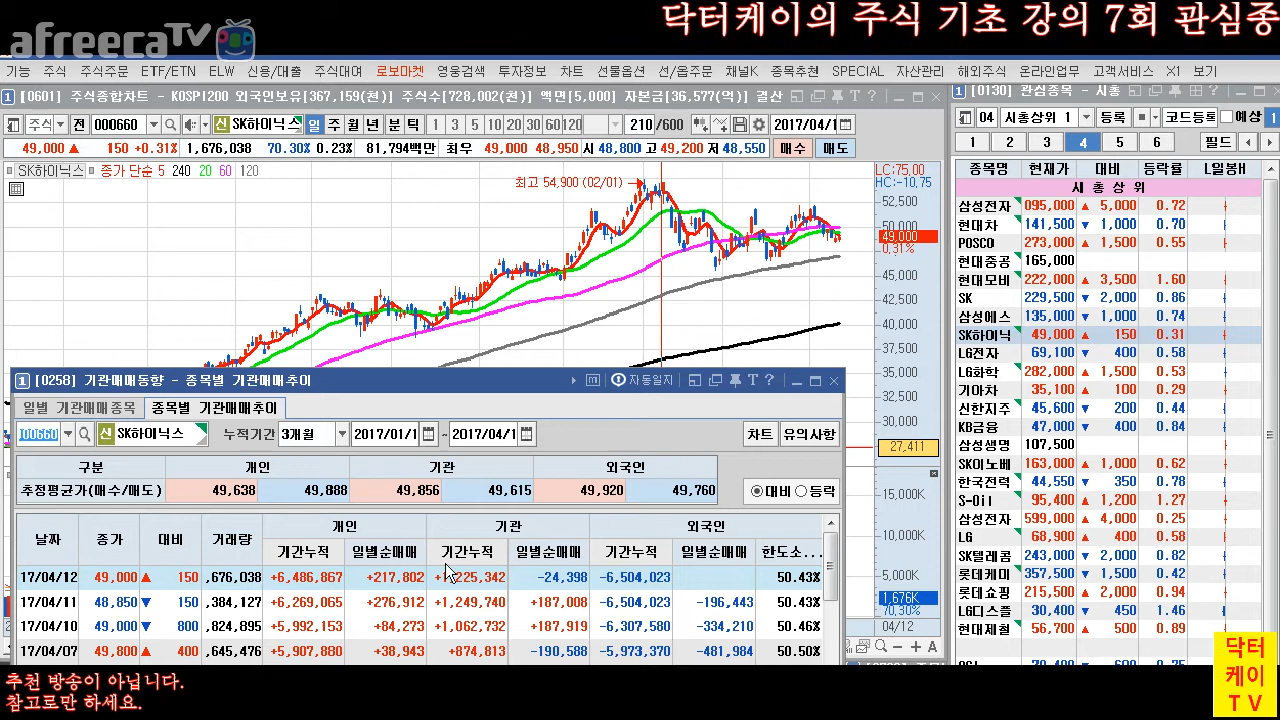 닥터케이의 주식 기초 강의 7회 관심종
afreecaTV
기능 주식 주식주문 ETF/ETN ELW 신용/대출 주식대여 로보마켓 영웅검색 투자정보 차트 선물옵션 선/옵주문 채널K 종목추천 SPECIAL 자산관리 해외주식 온라인업무 고객서비스 X1 보기
1 [0601] 주식종합차트 - KOSPI200 외국인보유[367,159(천)] 주식수[728,002(천)] 액면[5,000] 자본금[36,577(억)] 결산
주식 전 000660 신 SK하이닉스 일 주 월 년 분 틱 1 3 5 10 20 30 60 120 210 /600 2017/04/1
49,000 ▲ 150 +0.31% 1,676,038 70.30% 0.23% 81,794백만 최우 49,000 48,950 시 48,800 고 49,200 저 48,550 매수 매도
SK하이닉스 종가 단순 5 240 20 60 120
최고 54,900 (02/01)
LC:75.00
HC:-10.75
52,500
50,000
49,000
0.31%
45,000
42,500
40,000
37,500
35,000
32,500
30,000
27,411
15,000K
10,000K
5,000K
1,676K
70.30%
04/12
1 [0130] 관심종목 - 시총
04 시총상위 1 등록 코드등록 예상 1
1 2 3 4 5 6 필드
종목명 현재가 대비 등락률 L일봉H
시 총 상 위
삼성전자 095,000 ▲ 5,000 0.72
현대차 141,500 ▼ 1,000 0.70
POSCO 273,000 ▲ 1,500 0.55
현대중공 165,000
현대모비 222,000 ▲ 3,500 1.60
SK 229,500 ▼ 2,000 0.86
삼성에스 135,000 ▼ 1,000 0.74
SK하이닉 49,000 ▲ 150 0.31
LG전자 69,100 ▼ 400 0.58
LG화학 282,000 ▲ 1,500 0.53
기아차 35,100 ▲ 100 0.29
신한지주 45,600 ▼ 200 0.44
KB금융 47,000 ▼ 400 0.84
삼성생명 107,500
SK이노베 163,000 ▲ 1,000 0.62
한국전력 44,550 ▼ 350 0.78
S-Oil 95,400 ▲ 1,200 1.27
삼성전자 599,000 ▲ 4,000 0.25
LG 68,900 ▲ 400 0.58
SK텔레콤 243,000 ▼ 2,000 0.82
롯데케미 357,500 ▼ 1,500 0.42
롯데쇼핑 215,500 ▲ 2,000 0.94
LG디스플 30,400 ▼ 450 1.46
현대제철 56,700 ▲ 500 0.89
1 [0258] 기관매매동향 - 종목별 기관매매추이 자동일지
일별 기관매매종목 종목별 기관매매추이
000660 신 SK하이닉스 누적기간 3개월 2017/01/1 ~ 2017/04/1 차트 유의사항
구분 개인 기관 외국인
추정평균가(매수/매도) 49,638 49,888 49,856 49,615 49,920 49,760 대비 등락
날짜 종가 대비 거래량 개인 기관 외국인
기간누적 일별순매매 기간누적 일별순매매 기간누적 일별순매매 한도소...
17/04/12 49,000 ▲ 150 ,676,038 +6,486,867 +217,802 225,342 -24,398 -6,504,023 50.43%
17/04/11 48,850 ▼ 150 ,384,127 +6,269,065 +276,912 +1,249,740 +187,008 -6,504,023 -196,443 50.43%
17/04/10 49,000 ▼ 800 ,824,895 +5,992,153 +84,273 +1,062,732 +187,919 -6,307,580 -334,210 50.46%
17/04/07 49,800 ▲ 400 ,645,476 +5,907,880 +38,943 +874,813 -190,588 -5,973,370 -481,984 50.50%
추천 방송이 아닙니다.
참고로만 하세요.
닥터
케이
TV